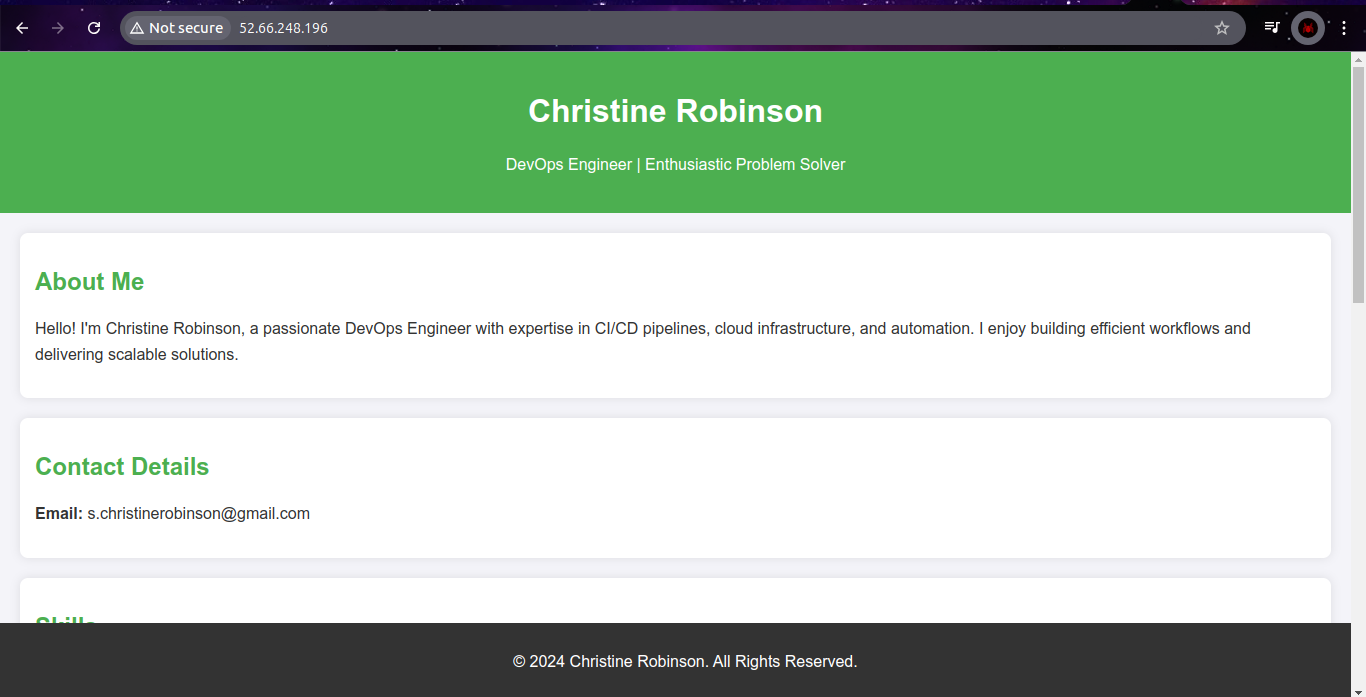 Not secure 52.66.248.196
Christine Robinson
DevOps Engineer | Enthusiastic Problem Solver
About Me
Hello! I'm Christine Robinson, a passionate DevOps Engineer with expertise in CI/CD pipelines, cloud infrastructure, and automation. I enjoy building efficient workflows and
delivering scalable solutions.
Contact Details
Email: s.christinerobinson@gmail.com
Skills
© 2024 Christine Robinson. All Rights Reserved.